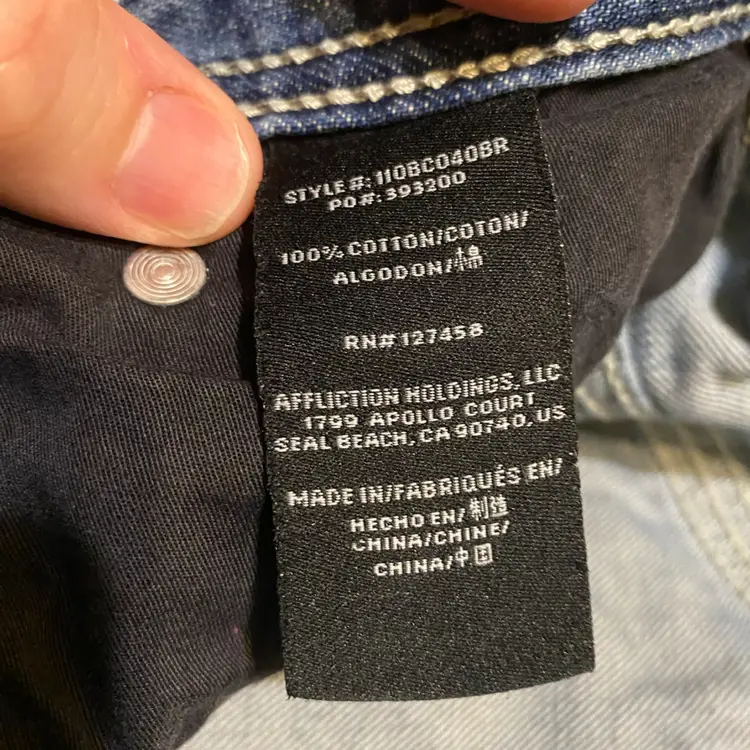 STYLE #: 110BC040BR
PO#: 393200
100% COTTON/COTON/
ALGODON/棉
RN# 127458
AFFLICTION HOLDINGS, LLC
1799 APOLLO COURT
SEAL BEACH, CA 90740, US
MADE IN/FABRIQUÉS EN/
HECHO EN/ 制造
CHINA/CHINE/
CHINA/中国